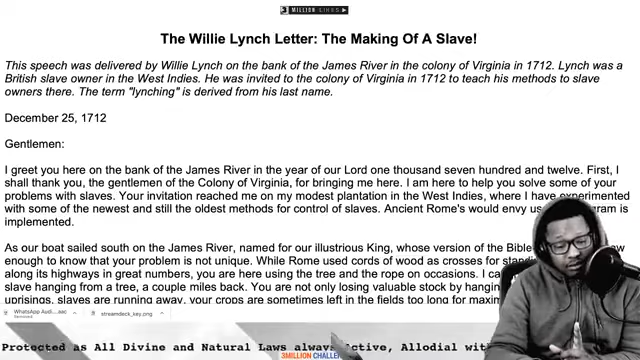 3 MILLION LIKES
The Willie Lynch Letter: The Making Of A Slave!
This speech was delivered by Willie Lynch on the bank of the James River in the colony of Virginia in 1712. Lynch was a
British slave owner in the West Indies. He was invited to the colony of Virginia in 1712 to teach his methods to slave
owners there. The term "lynching" is derived from his last name.
December 25, 1712
Gentlemen:
I greet you here on the bank of the James River in the year of our Lord one thousand seven hundred and twelve. First, I
shall thank you, the gentlemen of the Colony of Virginia, for bringing me here. I am here to help you solve some of your
problems with slaves. Your invitation reached me on my modest plantation in the West Indies, where I have experimented
with some of the newest and still the oldest methods for control of slaves. Ancient Rome's would envy us
implemented.
As our boat sailed south on the James River, named for our illustrious King, whose version of the Bible
enough to know that your problem is not unique. While Rome used cords of wood as crosses for
along its highways in great numbers, you are here using the tree and the rope on occasions. I
slave hanging from a tree, a couple miles back. You are not only losing valuable stock by
uprisings, slaves are running away, your crops are sometimes left in the fields too long for
WhatsApp Audi....aac
streamdeck_key.png
Protected as All Divine and Natural Laws always Active, Allodial
3MILLION